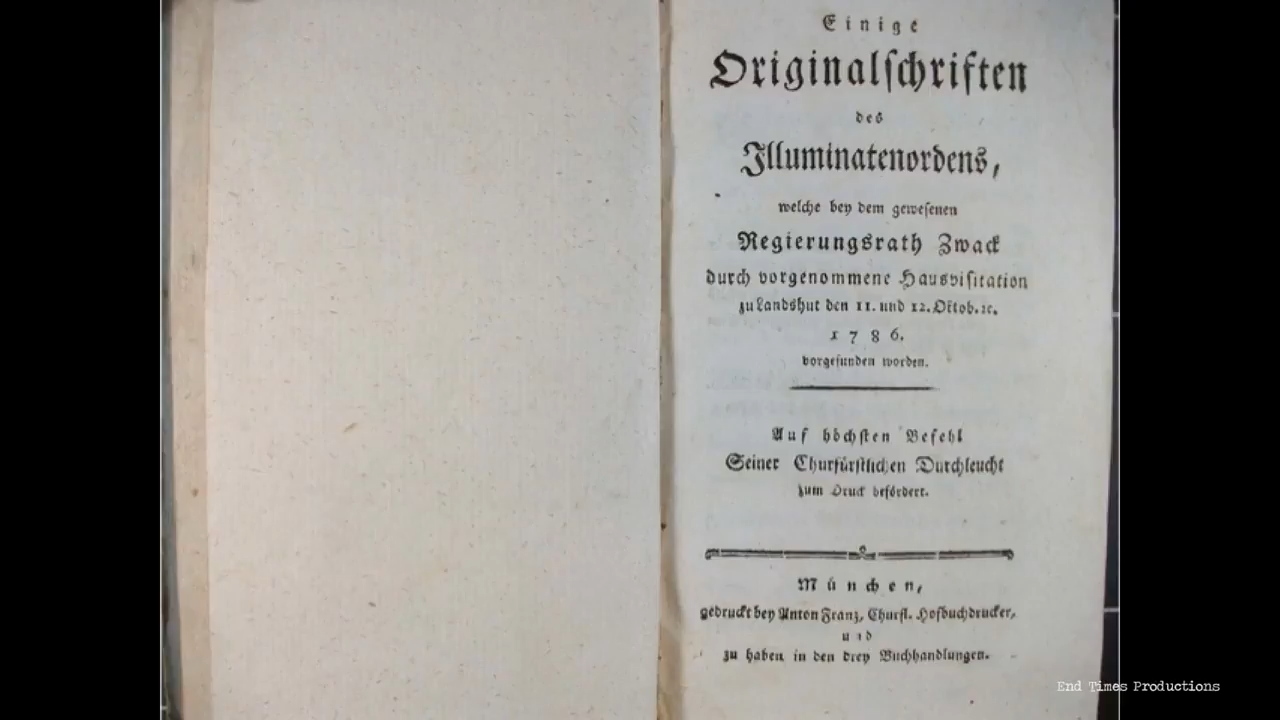 Einige
Originalschriften
des
Illuminatenordens,
welche bey dem gewesenen
Regierungsrath Zwack
durch vorgenommene Hausvisitation
zu Landshut den 11. und 12. Oktob. ꝛc.
1786.
vorgefunden worden.
Auf höchsten Befehl
Seiner Churfürstlichen Durchleucht
zum Druck befördert.
München,
gedruckt bey Anton Franz, Churfl. Hofbuchdrucker,
und
zu haben in den drey Buchhandlungen.
End Times Productions